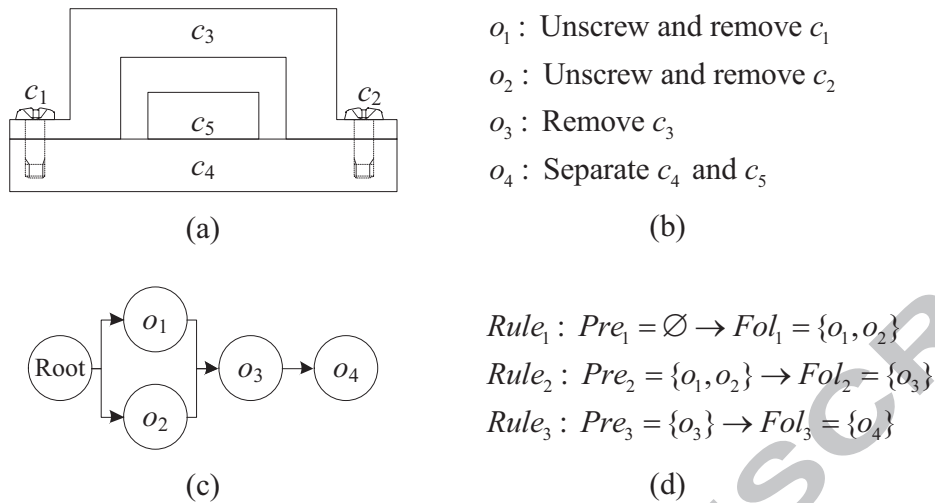 c₃
c₁
c₂
c₅
c₄
(a)
o₁ : Unscrew and remove c₁
o₂ : Unscrew and remove c₂
o₃ : Remove c₃
o₄ : Separate c₄ and c₅
(b)
Root
o₁
o₂
o₃
o₄
(c)
Rule₁ : Pre₁ = ∅ → Fol₁ = {o₁, o₂}
Rule₂ : Pre₂ = {o₁, o₂} → Fol₂ = {o₃}
Rule₃ : Pre₃ = {o₃} → Fol₃ = {o₄}
(d)
SCR